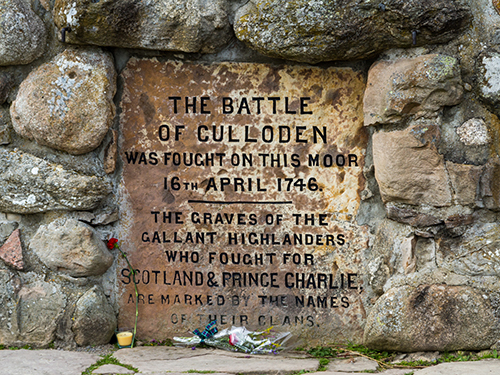 THE BATTLE
OF CULLODEN
WAS FOUGHT ON THIS MOOR
16TH APRIL 1746.
THE GRAVES OF THE
GALLANT HIGHLANDERS
WHO FOUGHT FOR
SCOTLAND & PRINCE CHARLIE,
ARE MARKED BY THE NAMES
OF THEIR CLANS.